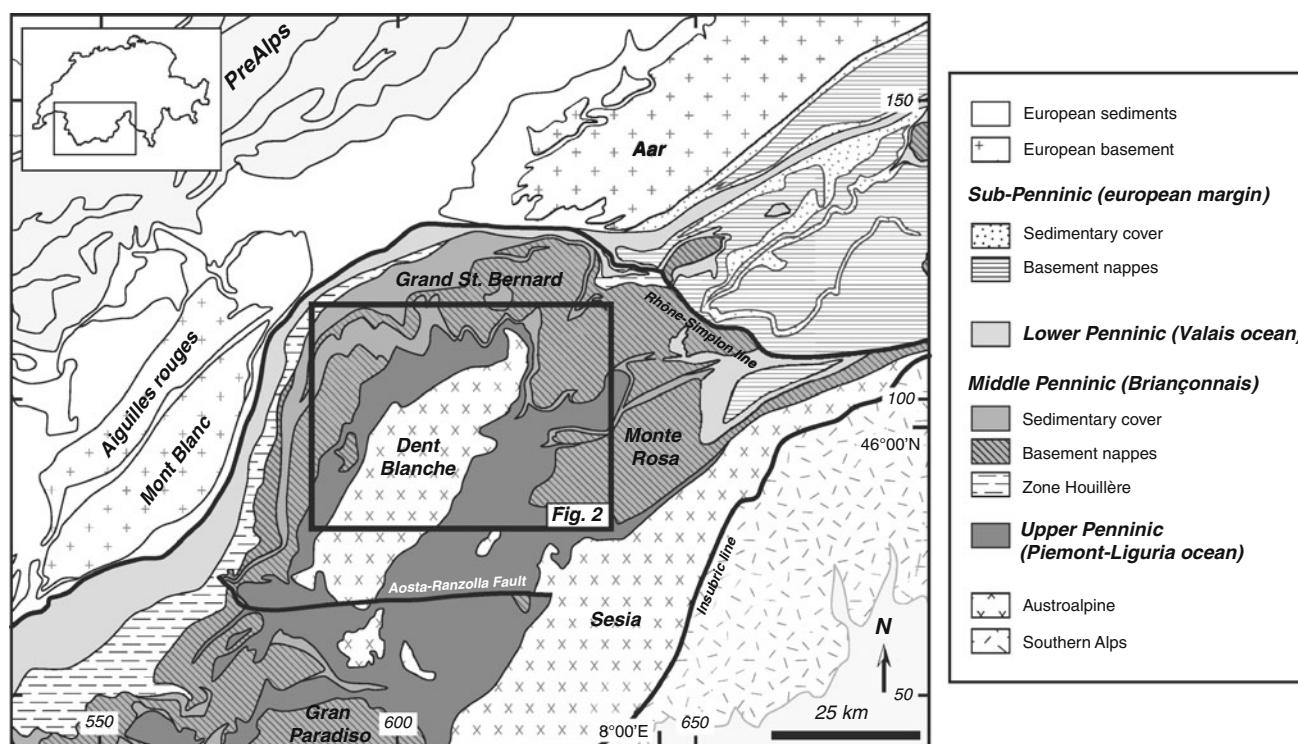 PreAlps
150
Aar
Grand St. Bernard
Rhône-Simplon line
Aiguilles rouges
Mont Blanc
100
46°00'N
Dent
Blanche
Monte
Rosa
Fig. 2
Insubric line
Aosta-Ranzolla Fault
Sesia
N
50
Gran
Paradiso
550
600
8°00'E
650
25 km
European sediments
European basement
Sub-Penninic (european margin)
Sedimentary cover
Basement nappes
Lower Penninic (Valais ocean)
Middle Penninic (Briançonnais)
Sedimentary cover
Basement nappes
Zone Houillère
Upper Penninic
(Piemont-Liguria ocean)
Austroalpine
Southern Alps